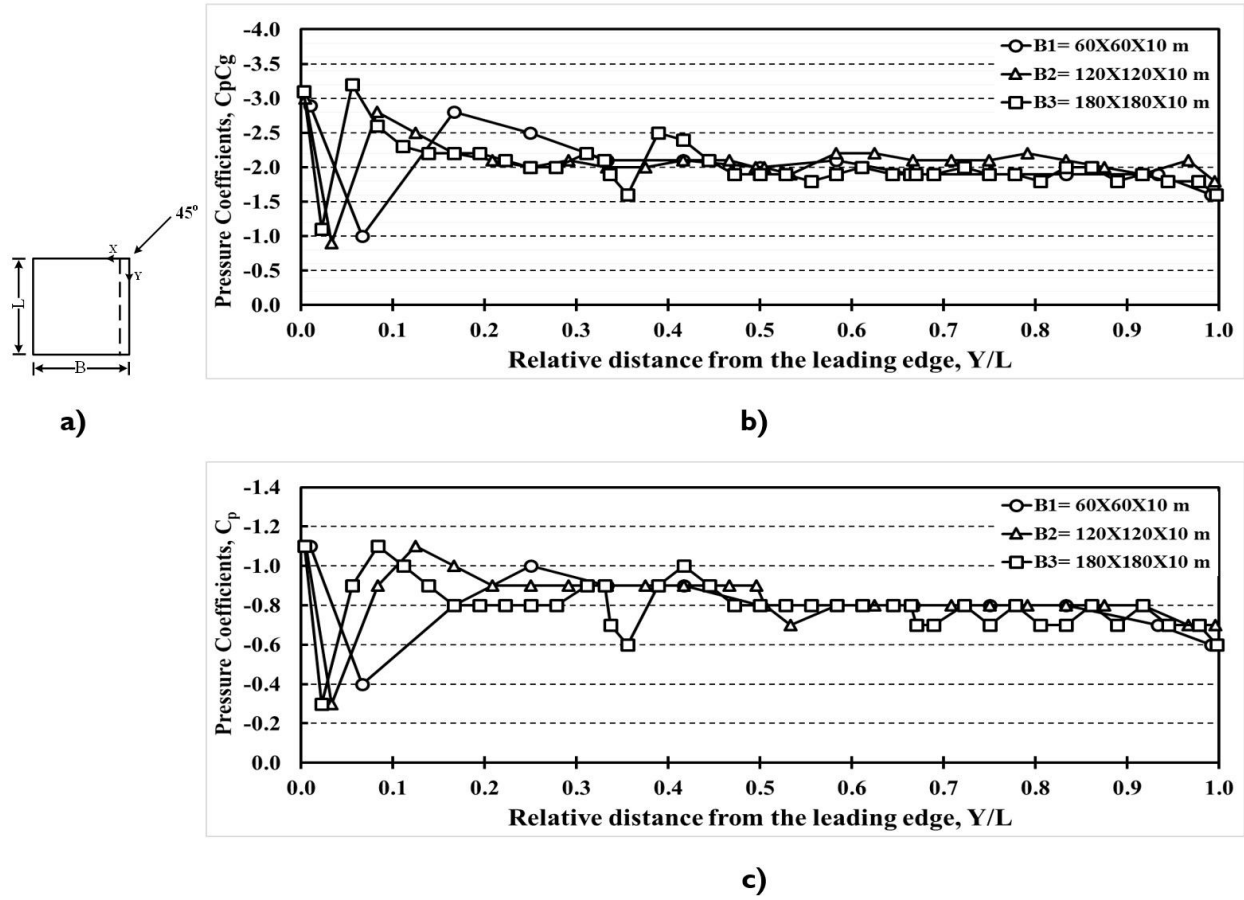 45º
X
Y
L
B
a)
Pressure Coefficients, CpCg
-4.0
-3.5
-3.0
-2.5
-2.0
-1.5
-1.0
-0.5
0.0
B1= 60X60X10 m
B2= 120X120X10 m
B3= 180X180X10 m
0.0 0.1 0.2 0.3 0.4 0.5 0.6 0.7 0.8 0.9 1.0
Relative distance from the leading edge, Y/L
b)
Pressure Coefficients, Cp
-1.4
-1.2
-1.0
-0.8
-0.6
-0.4
-0.2
0.0
B1= 60X60X10 m
B2= 120X120X10 m
B3= 180X180X10 m
0.0 0.1 0.2 0.3 0.4 0.5 0.6 0.7 0.8 0.9 1.0
Relative distance from the leading edge, Y/L
c)